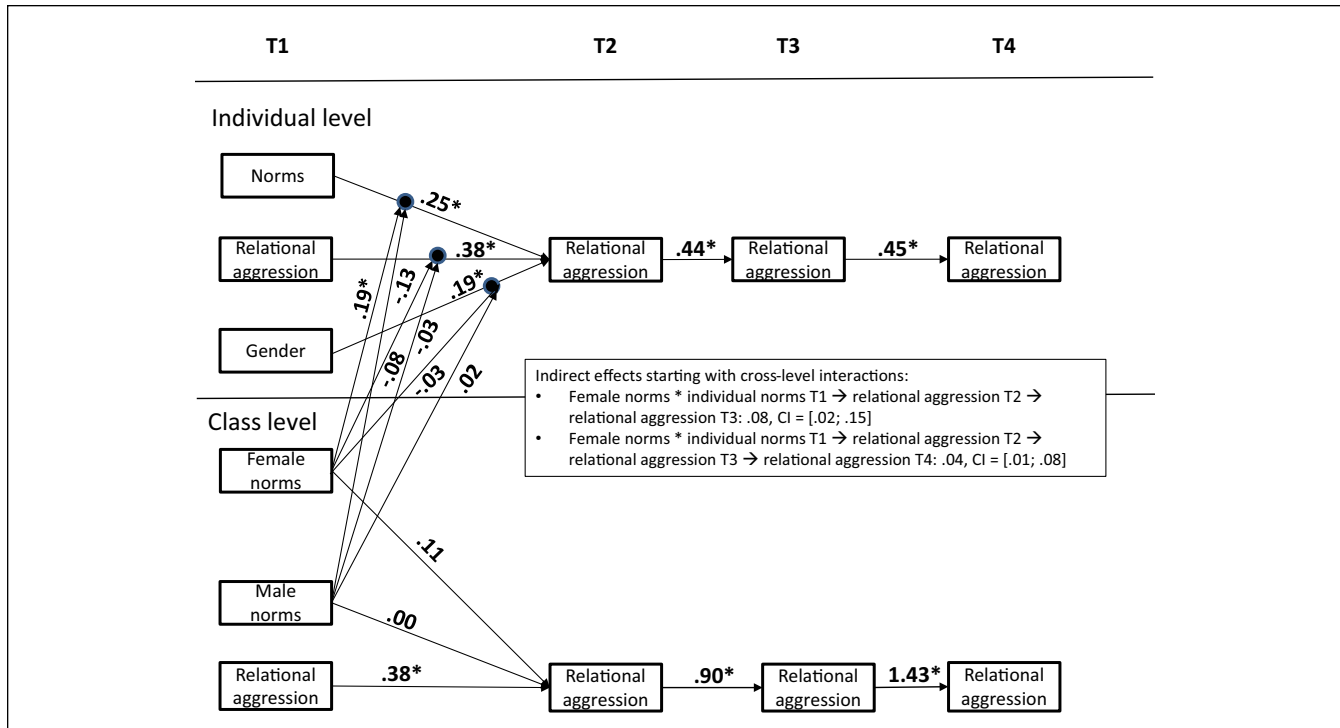 T1 T2 T3 T4
Individual level
Norms
.25*
Relational
aggression
.38*
Relational
aggression
.44*
Relational
aggression
.45*
Relational
aggression
.19*
-.13
.19*
Gender
-.08
-.03
-.03
.02
Indirect effects starting with cross-level interactions:
• Female norms * individual norms T1 → relational aggression T2 →
relational aggression T3: .08, CI = [.02; .15]
• Female norms * individual norms T1 → relational aggression T2 →
relational aggression T3 → relational aggression T4: .04, CI = [.01; .08]
Class level
Female
norms
.11
Male
norms
.00
Relational
aggression
.38*
Relational
aggression
.90*
Relational
aggression
1.43*
Relational
aggression